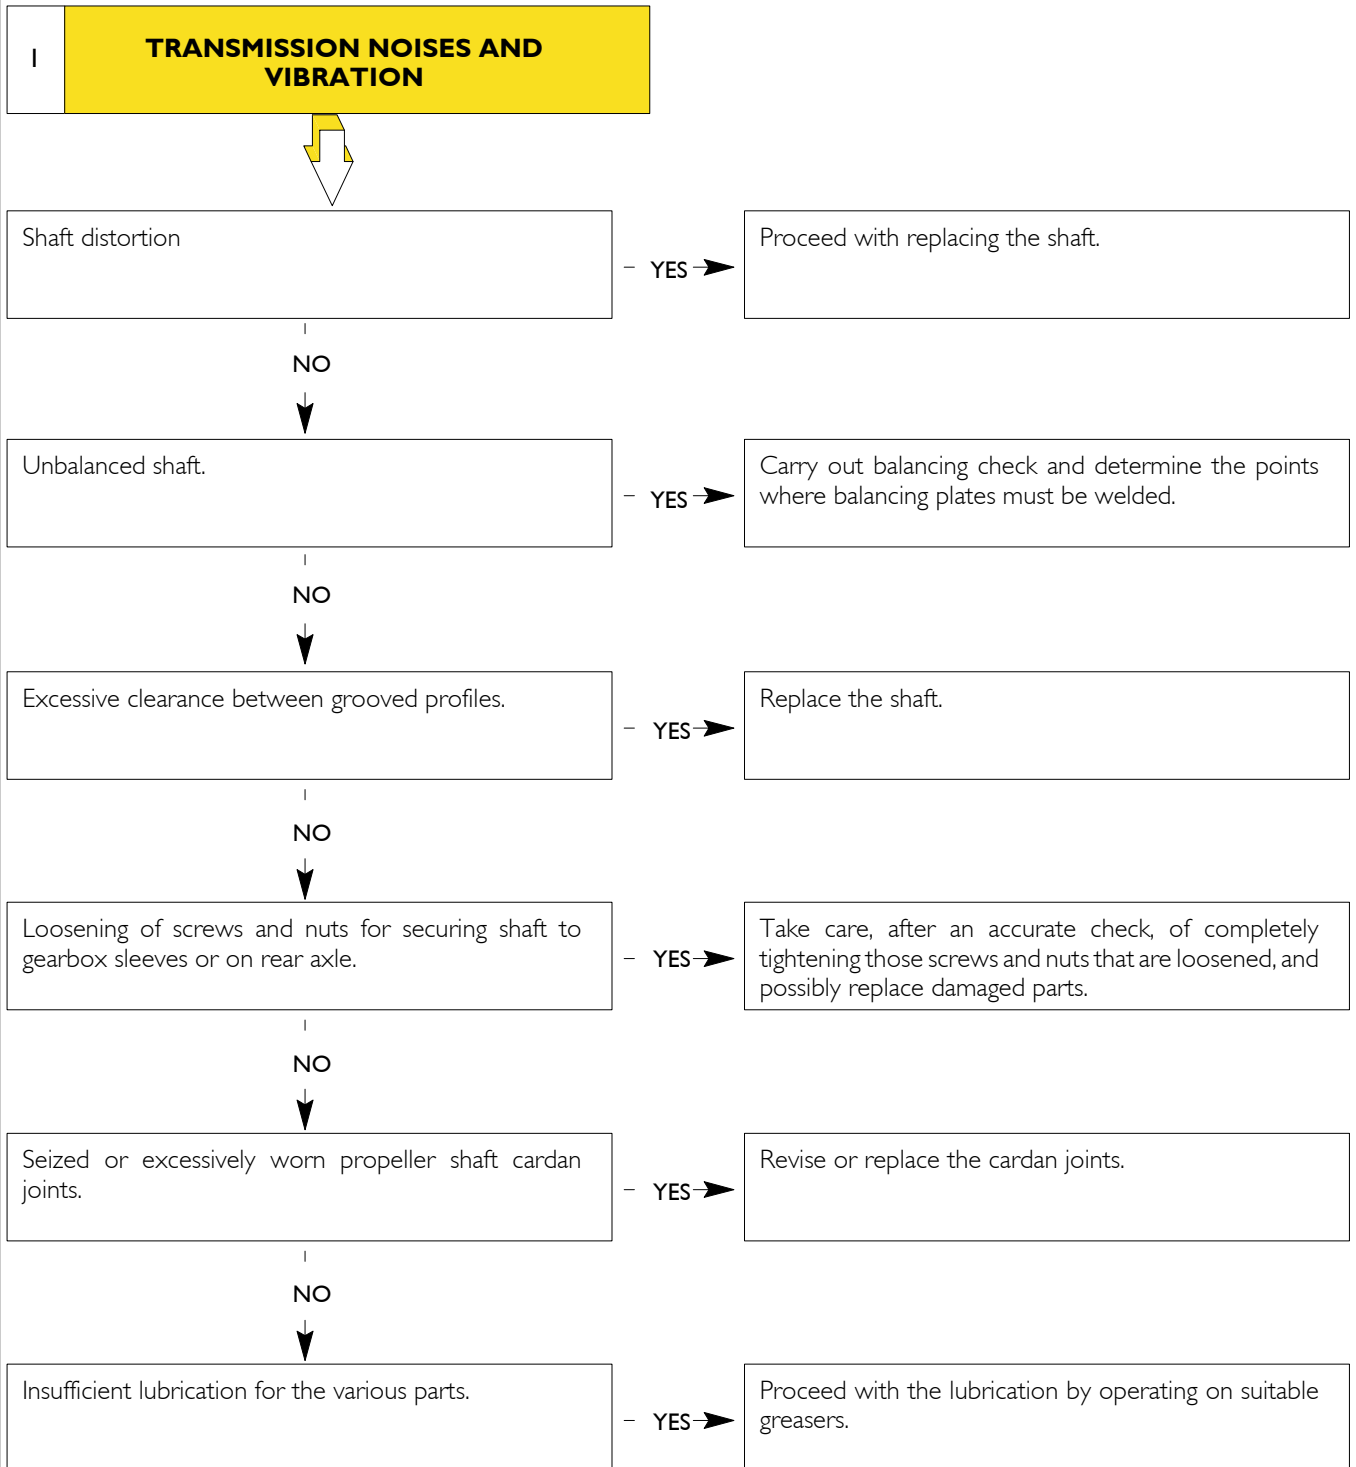 1
TRANSMISSION NOISES AND
VIBRATION
Shaft distortion
YES
Proceed with replacing the shaft.
NO
Unbalanced shaft.
YES
Carry out balancing check and determine the points
where balancing plates must be welded.
NO
Excessive clearance between grooved profiles.
YES
Replace the shaft.
NO
Loosening of screws and nuts for securing shaft to
gearbox sleeves or on rear axle.
YES
Take care, after an accurate check, of completely
tightening those screws and nuts that are loosened, and
possibly replace damaged parts.
NO
Seized or excessively worn propeller shaft cardan
joints.
YES
Revise or replace the cardan joints.
NO
Insufficient lubrication for the various parts.
YES
Proceed with the lubrication by operating on suitable
greasers.